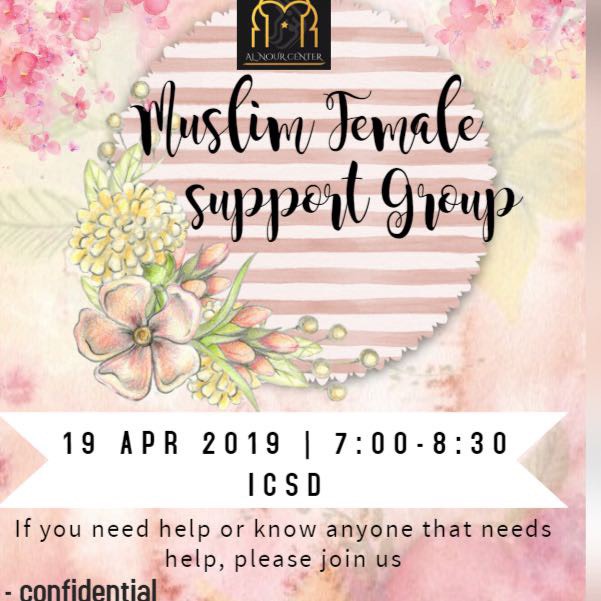 AL NOUR CENTER
Muslim Female
support Group
19 APR 2019 | 7:00-8:30
ICSD
If you need help or know anyone that needs
help, please join us
- confidential